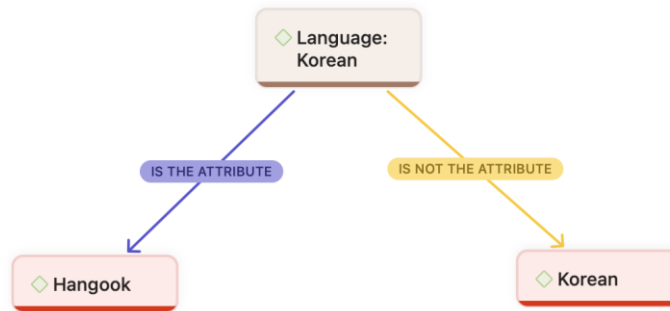 Language:
Korean
IS THE ATTRIBUTE
IS NOT THE ATTRIBUTE
Hangook
Korean